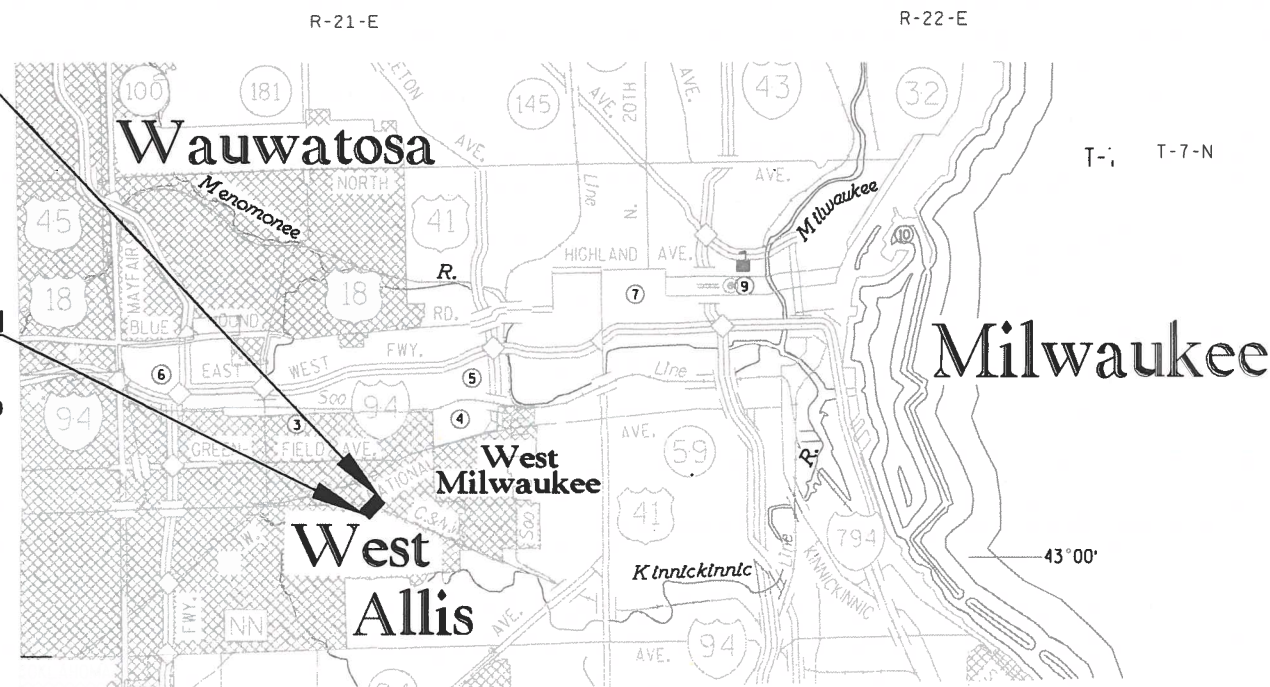 R-21-E
R-22-E
100
181
AVE.
145
AVE.
20TH
AVE.
43
32
Wauwatosa
T-7-N
NORTH
AVE.
Menomonee
Line
N.
Milwaukee
45
41
R.
HIGHLAND AVE.
10
MAYFAIR
18
18
7
9
BLUE
RD.
Milwaukee
EAST WEST FWY.
6
5
Line
Soo
94
94
3
4
GREEN FIELD AVE.
AVE.
59
West
Milwaukee
R.
C.&N.W.
Soo
41
West
Allis
W.
794
Line
43°00'
Kinnickinnic
KINNICKINNIC
NN
FWY.
AVE.
94
AVE.